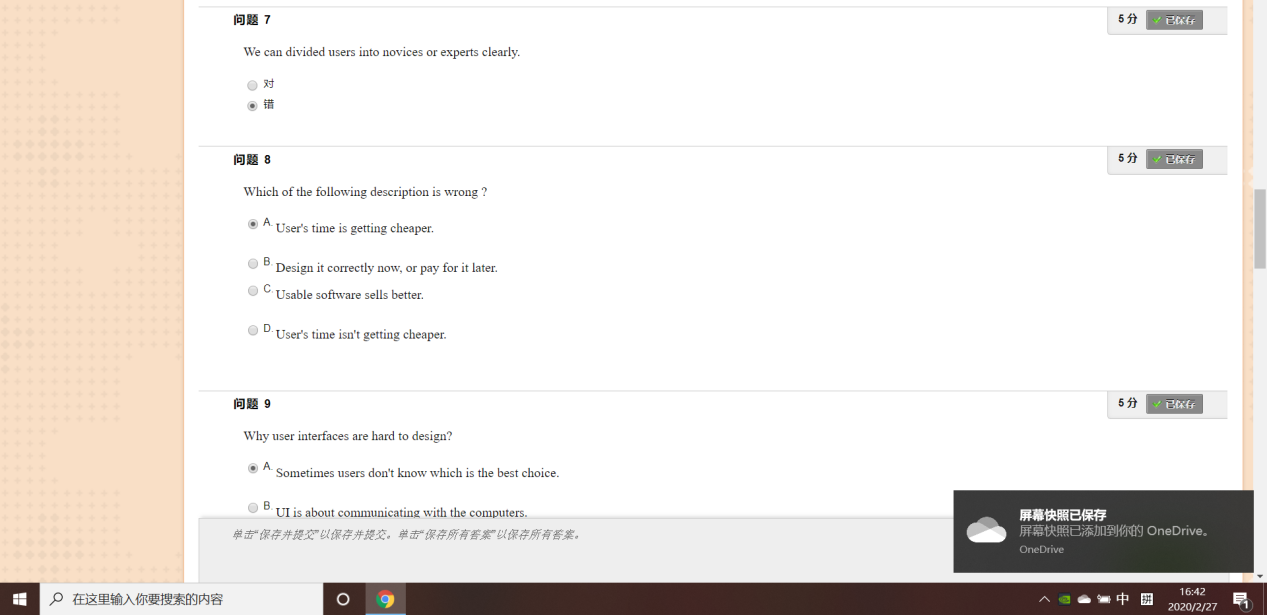 问题 7
5 分
已保存
We can divided users into novices or experts clearly.
对
错
问题 8
5 分
已保存
Which of the following description is wrong ?
A. User's time is getting cheaper.
B. Design it correctly now, or pay for it later.
C. Usable software sells better.
D. User's time isn't getting cheaper.
问题 9
5 分
已保存
Why user interfaces are hard to design?
A. Sometimes users don't know which is the best choice.
B. UI is about communicating with the computers.
单击“保存并提交”以保存并提交。单击“保存所有答案”以保存所有答案。
屏幕快照已保存
屏幕快照已添加到你的 OneDrive。
OneDrive
在这里输入你要搜索的内容
中
拼
16:42
2020/2/27
1